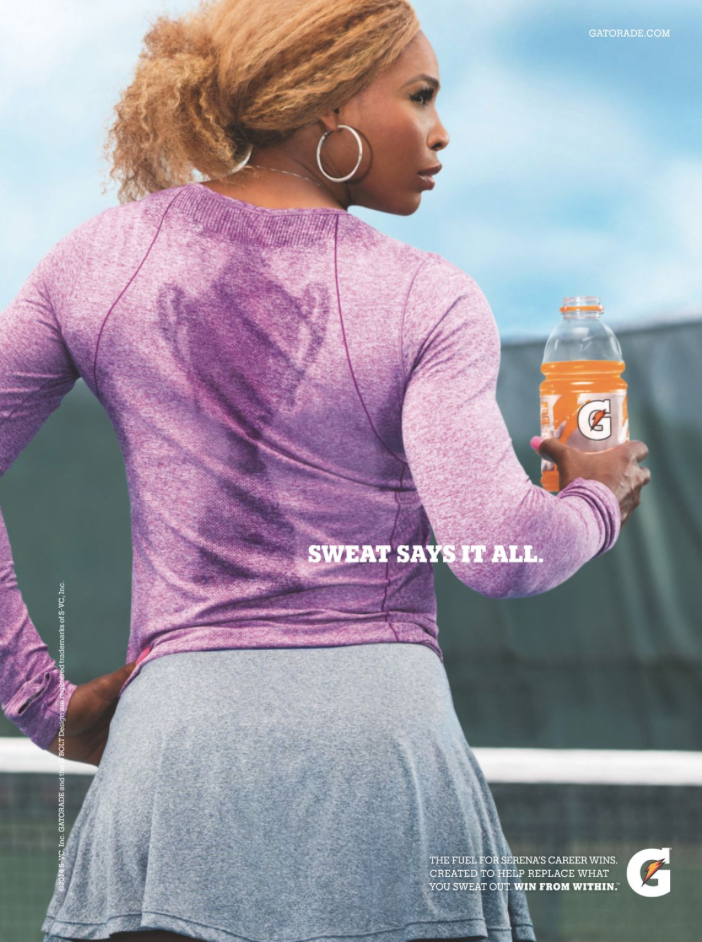 GATORADE.COM
G
SWEAT SAYS IT ALL.
THE FUEL FOR SERENA'S CAREER WINS.
CREATED TO HELP REPLACE WHAT
YOU SWEAT OUT. WIN FROM WITHIN.™
G
©2014 S-VC, Inc. GATORADE and the G BOLT Design are registered trademarks of S-VC, Inc.